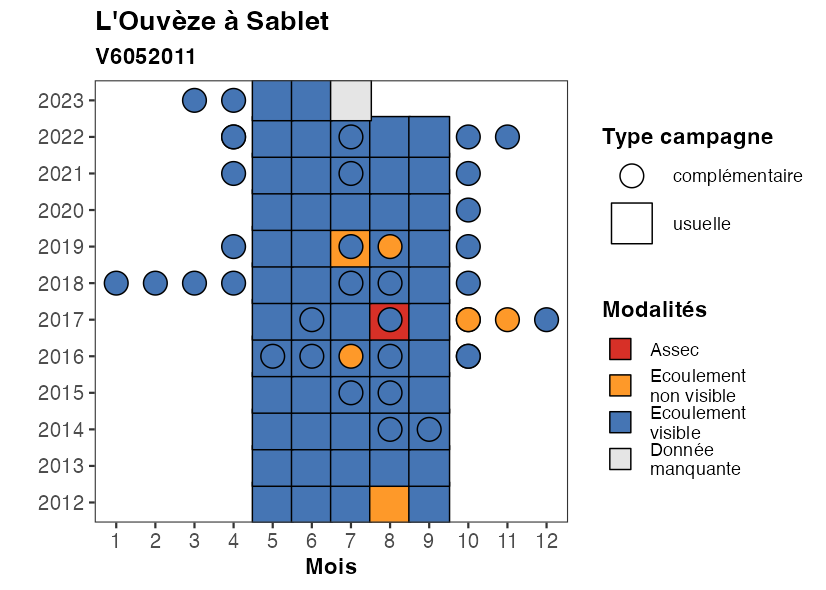 L'Ouvèze à Sablet
V6052011
2023
2022
2021
2020
2019
2018
2017
2016
2015
2014
2013
2012
1 2 3 4 5 6 7 8 9 10 11 12
Mois
Type campagne
complémentaire
usuelle
Modalités
Assec
Ecoulement
non visible
Ecoulement
visible
Donnée
manquante